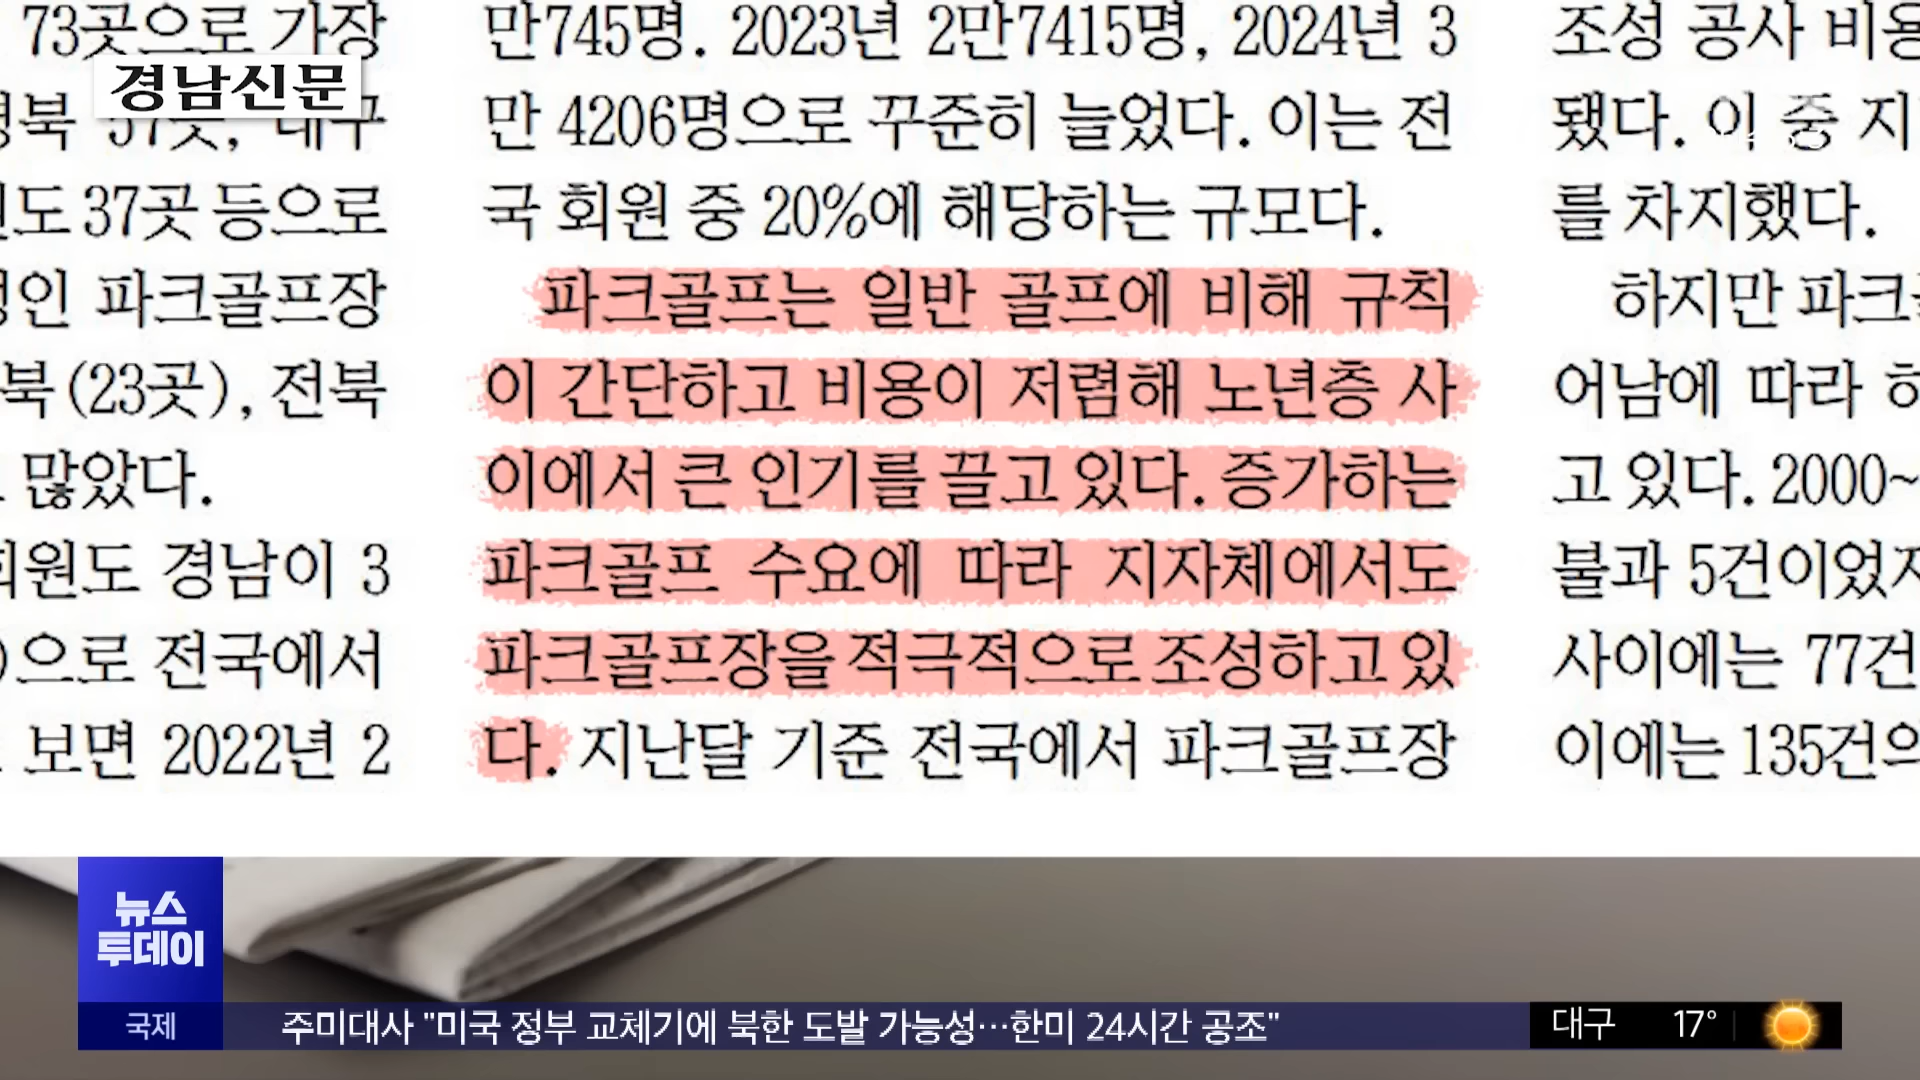 73곳으로 가장
경남신문
대구
도 37곳 등으로
인 파크골프장
북(23곳), 전북
많았다.
회원도 경남이 3
)으로 전국에서
보면 2022년 2
만745명. 2023년 2만7415명, 2024년 3
만 4206명으로 꾸준히 늘었다. 이는 전
국 회원 중 20%에 해당하는 규모다.
파크골프는 일반 골프에 비해 규칙
이 간단하고 비용이 저렴해 노년층 사
이에서 큰 인기를 끌고 있다. 증가하는
파크골프 수요에 따라 지자체에서도
파크골프장을 적극적으로 조성하고 있
다. 지난달 기준 전국에서 파크골프장
조성 공사 비용
됐다. 이 중 지
를 차지했다.
하지만 파크
어남에 따라
고 있다. 2000~
불과 5건이었
사이에는 77건
이에는 135건의
뉴스
투데이
국제 주미대사 "미국 정부 교체기에 북한 도발 가능성…한미 24시간 공조" 대구 17°